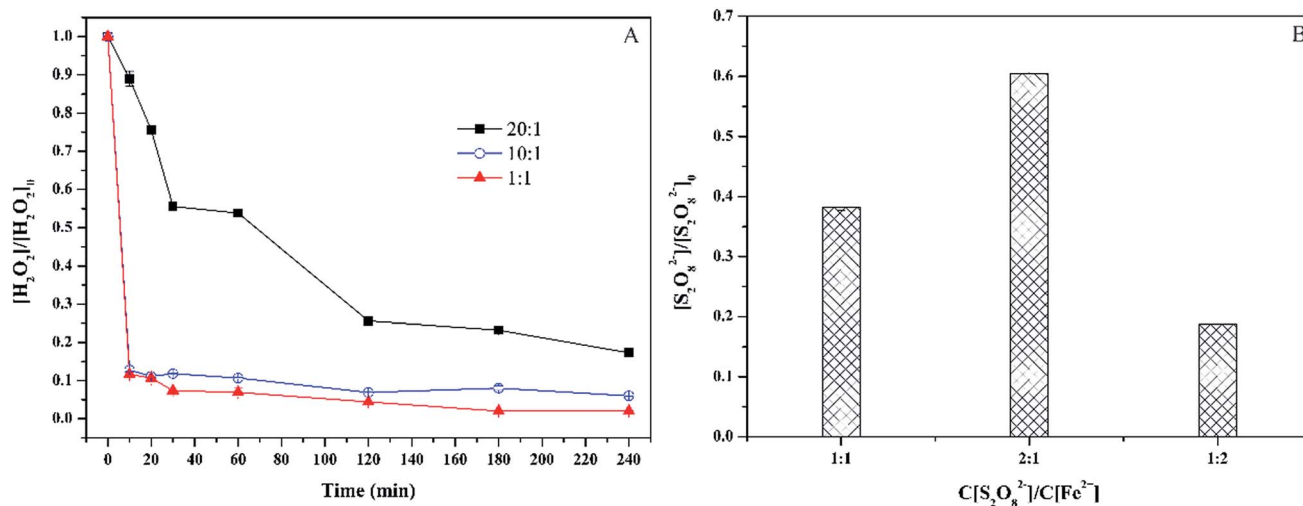 A
[H₂O₂]/[H₂O₂]₀
1.0
0.9
0.8
0.7
0.6
0.5
0.4
0.3
0.2
0.1
0.0
20:1
10:1
1:1
0 20 40 60 80 100 120 140 160 180 200 220 240
Time (min)
B
[S₂O₈²⁻]/[S₂O₈²⁻]₀
0.7
0.6
0.5
0.4
0.3
0.2
0.1
0.0
1:1 2:1 1:2
C[S₂O₈²⁻]/C[Fe²⁻]